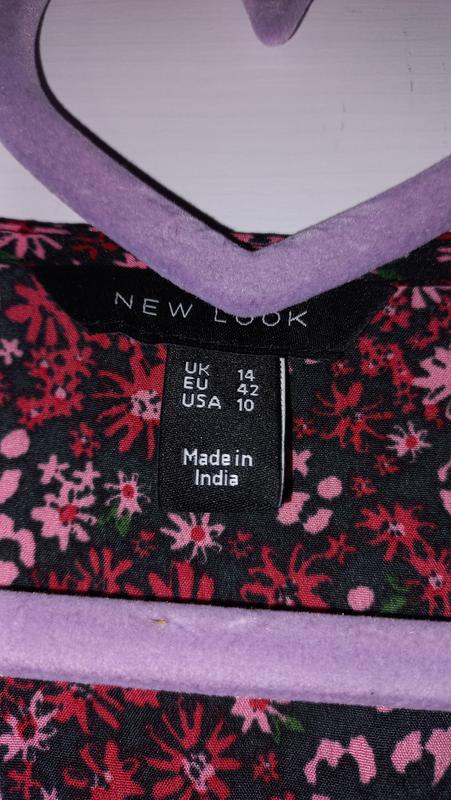 NEW LOOK
UK 14
EU 42
USA 10
Made in
India